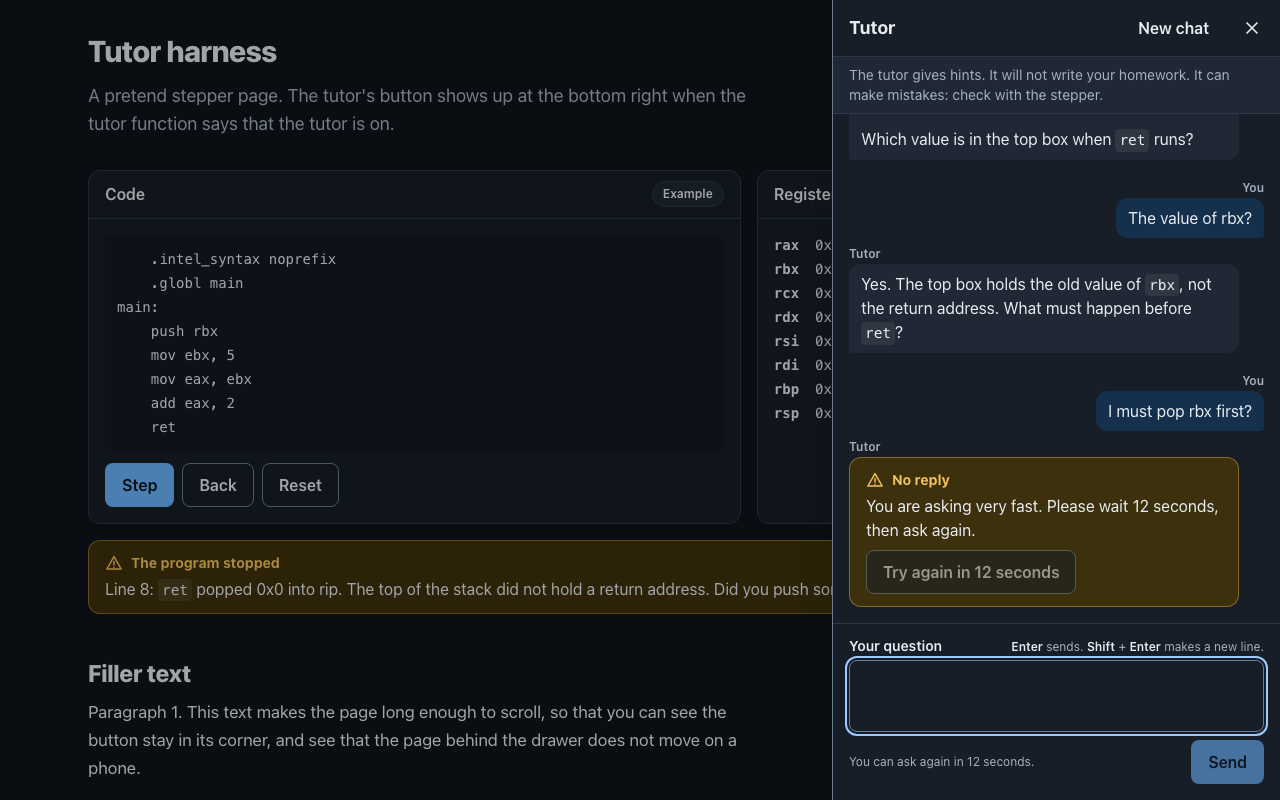 Tutor harness
A pretend stepper page. The tutor's button shows up at the bottom right when the
tutor function says that the tutor is on.
Code
Example
.intel_syntax noprefix
.globl main
main:
push rbx
mov ebx, 5
mov eax, ebx
add eax, 2
ret
Step
Back
Reset
Registe
rax 0x
rbx 0x
rcx 0x
rdx 0x
rsi 0x
rdi 0x
rbp 0x
rsp 0x
The program stopped
Line 8: ret popped 0x0 into rip. The top of the stack did not hold a return address. Did you push
Filler text
Paragraph 1. This text makes the page long enough to scroll, so that you can see the
button stay in its corner, and see that the page behind the drawer does not move on a
phone.
Tutor
New chat
The tutor gives hints. It will not write your homework. It can
make mistakes: check with the stepper.
Which value is in the top box when ret runs?
You
The value of rbx?
Tutor
Yes. The top box holds the old value of rbx, not
the return address. What must happen before
ret?
You
I must pop rbx first?
Tutor
No reply
You are asking very fast. Please wait 12 seconds,
then ask again.
Try again in 12 seconds
Your question
Enter sends. Shift + Enter makes a new line.
You can ask again in 12 seconds.
Send